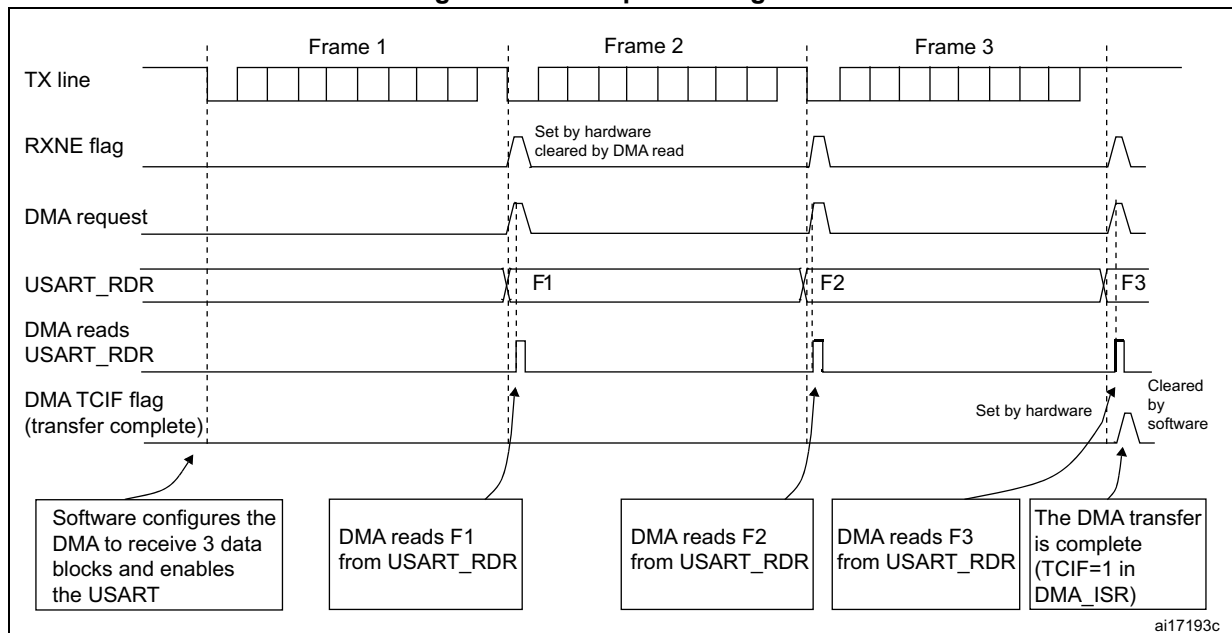 Frame 1
Frame 2
Frame 3
TX line
RXNE flag
Set by hardware
cleared by DMA read
DMA request
USART_RDR
F1
F2
F3
DMA reads
USART_RDR
DMA TCIF flag
(transfer complete)
Set by hardware
Cleared
by
software
Software configures the
DMA to receive 3 data
blocks and enables
the USART
DMA reads F1
from USART_RDR
DMA reads F2
from USART_RDR
DMA reads F3
from USART_RDR
The DMA transfer
is complete
(TCIF=1 in
DMA_ISR)
ai17193c